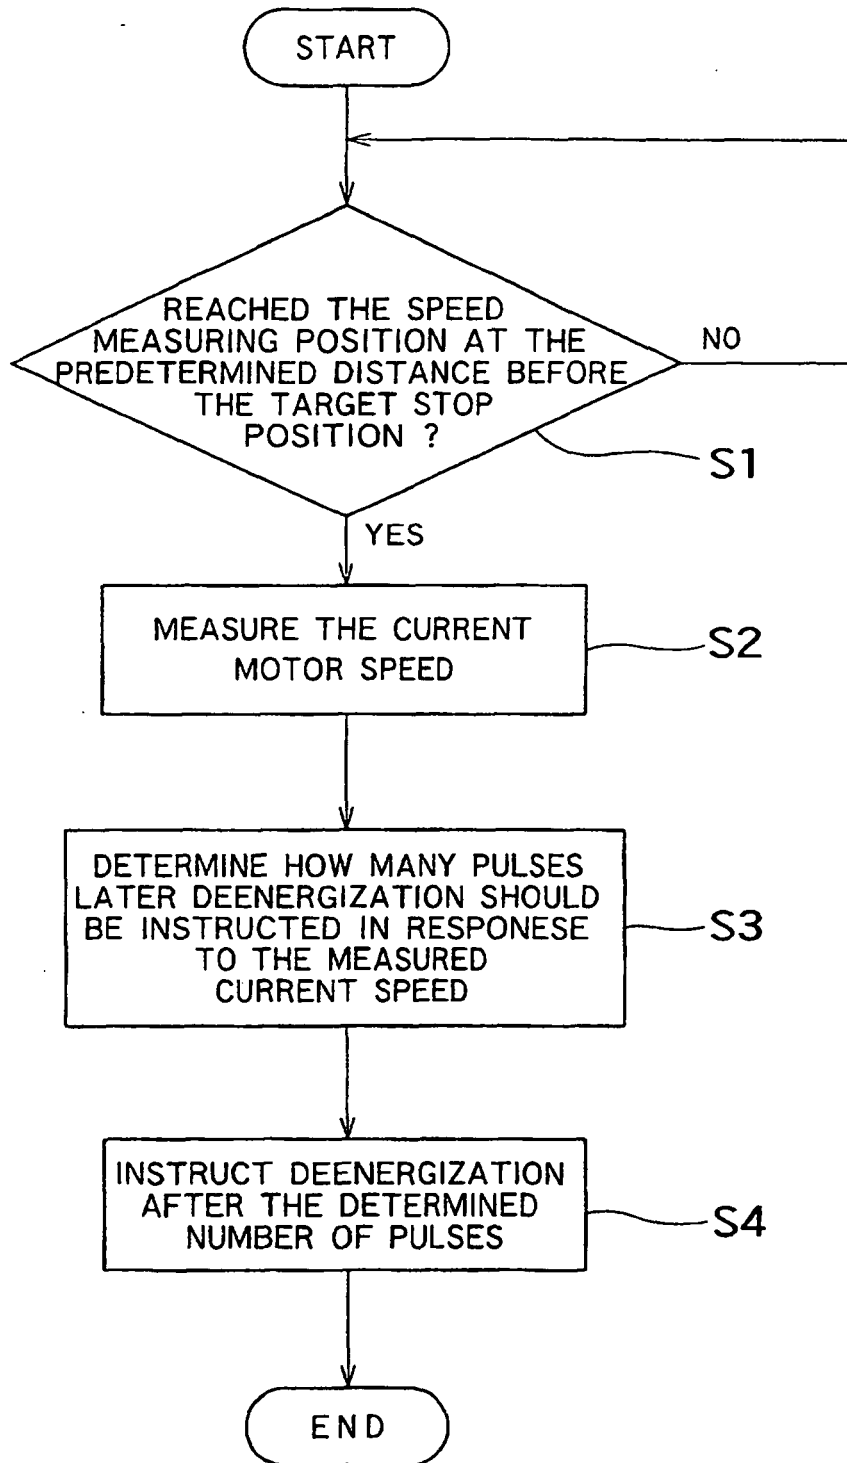 START
REACHED THE SPEED
MEASURING POSITION AT THE
PREDETERMINED DISTANCE BEFORE
THE TARGET STOP
POSITION ?
NO
S1
YES
MEASURE THE CURRENT
MOTOR SPEED
S2
DETERMINE HOW MANY PULSES
LATER DEENERGIZATION SHOULD
BE INSTRUCTED IN RESPONESE
TO THE MEASURED
CURRENT SPEED
S3
INSTRUCT DEENERGIZATION
AFTER THE DETERMINED
NUMBER OF PULSES
S4
END